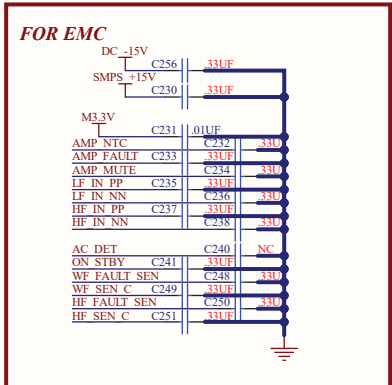 FOR EMC
DC_-15V
C256 .33UF
SMPS_+15V
C230 .33UF
M3.3V
C231 .01UF
AMP_NTC C232 .33U
AMP_FAULT C233 .33UF
AMP_MUTE C234 .33U
LF_IN_PP C235 .33UF
LF_IN_NN C236 .33U
HF_IN_PP C237 .33UF
HF_IN_NN C238 .33U
AC_DET C240 NC
ON_STBY C241 .33UF
WF_FAULT_SEN C248 .33U
WF_SEN_C C249 .33UF
HF_FAULT_SEN C250 .33U
HF_SEN_C C251 .33UF